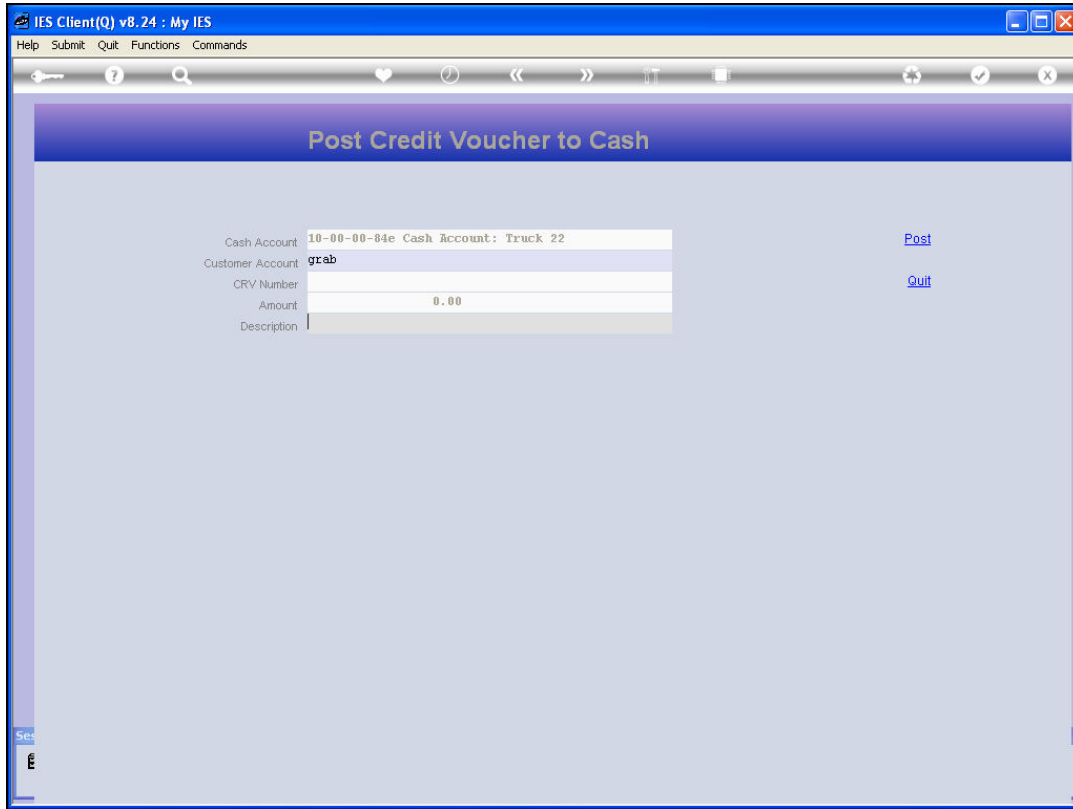 IES Client(Q) v8.24 : My IES
Help Submit Quit Functions Commands
Post Credit Voucher to Cash
Cash Account 10-00-00-84e Cash Account: Truck 22 Post
Customer Account grab
CRV Number Quit
Amount 0.00
Description
Ses